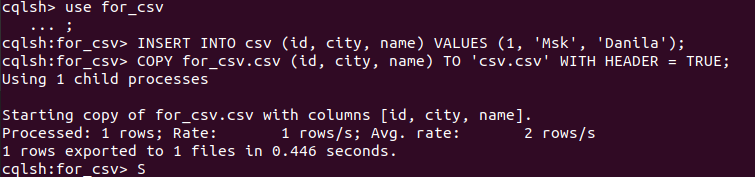 cqlsh> use for_csv
   ... ;
cqlsh:for_csv> INSERT INTO csv (id, city, name) VALUES (1, 'Msk', 'Danila');
cqlsh:for_csv> COPY for_csv.csv (id, city, name) TO 'csv.csv' WITH HEADER = TRUE;
Using 1 child processes

Starting copy of for_csv.csv with columns [id, city, name].
Processed: 1 rows; Rate:       1 rows/s; Avg. rate:       2 rows/s
1 rows exported to 1 files in 0.446 seconds.
cqlsh:for_csv> S